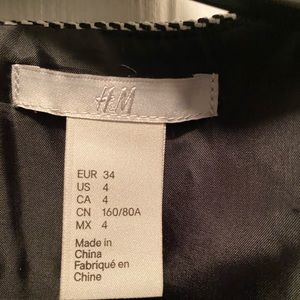 H&M
EUR 34
US 4
CA 4
CN 160/80A
MX 4
Made in
China
Fabriqué en
Chine